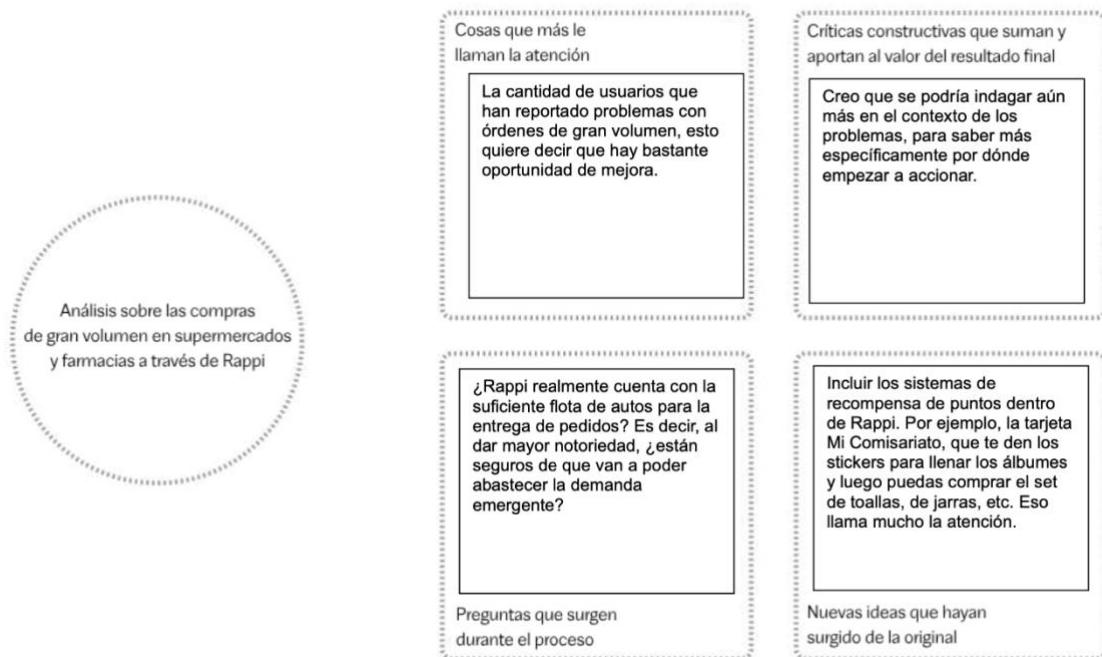 Cosas que más le
llaman la atención
La cantidad de usuarios que
han reportado problemas con
órdenes de gran volumen, esto
quiere decir que hay bastante
oportunidad de mejora.
Críticas constructivas que suman y
aportan al valor del resultado final
Creo que se podría indagar aún
más en el contexto de los
problemas, para saber más
específicamente por dónde
empezar a accionar.
Análisis sobre las compras
de gran volumen en supermercados
y farmacias a través de Rappi
¿Rappi realmente cuenta con la
suficiente flota de autos para la
entrega de pedidos? Es decir, al
dar mayor notoriedad, ¿están
seguros de que van a poder
abastecer la demanda
emergente?
Preguntas que surgen
durante el proceso
Incluir los sistemas de
recompensa de puntos dentro
de Rappi. Por ejemplo, la tarjeta
Mi Comisariato, que te den los
stickers para llenar los álbumes
y luego puedas comprar el set
de toallas, de jarras, etc. Eso
llama mucho la atención.
Nuevas ideas que hayan
surgido de la original